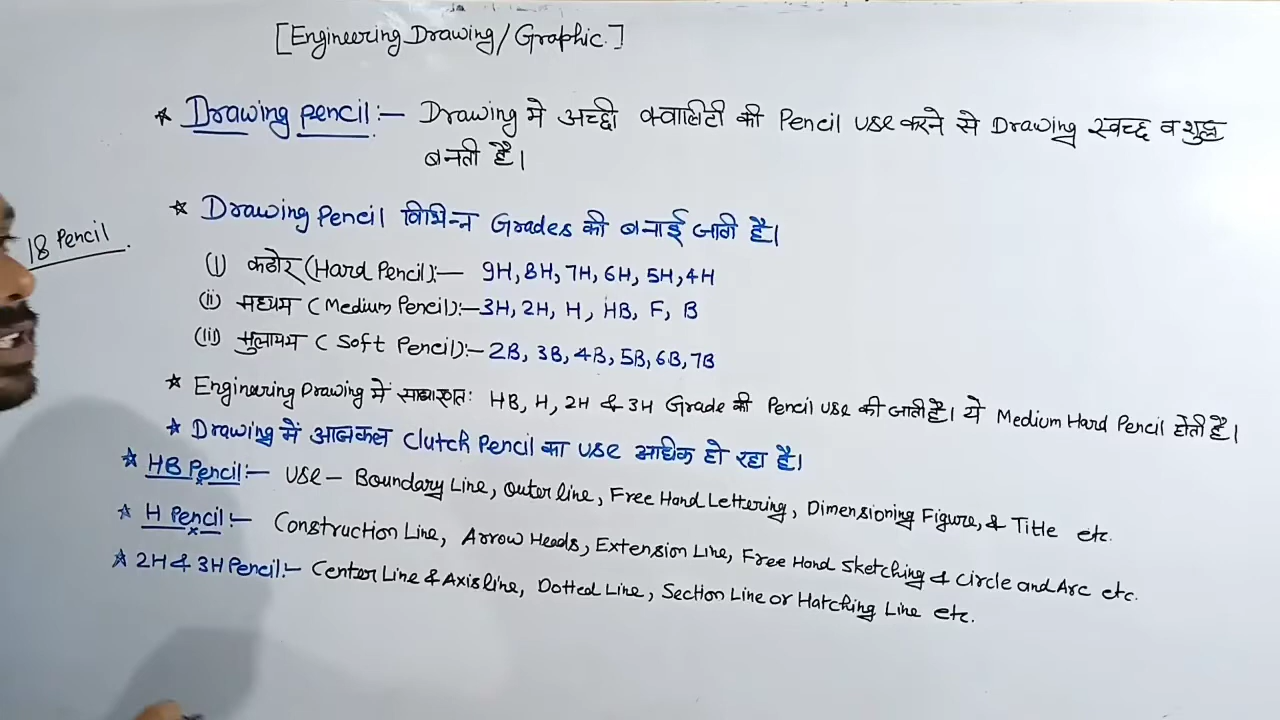 [Engineering Drawing/Graphic.]
* Drawing pencil:— Drawing मे अच्छी क्वालिटी की Pencil use करने से Drawing स्वच्छ व शुद्ध
बनती है।
* Drawing Pencil विभिन्न Grades की बनाई जाती है।
18 Pencil
(i) कठोर (Hard Pencil):— 9H, 8H, 7H, 6H, 5H, 4H
(ii) मध्यम (Medium Pencil):— 3H, 2H, H, HB, F, B
(iii) मुलायम (Soft Pencil):— 2B, 3B, 4B, 5B, 6B, 7B
* Engineering Drawing में साधारणतः HB, H, 2H & 3H Grade की Pencil use की जाती है। ये Medium Hard Pencil होती है।
* Drawing में आजकल Clutch Pencil का use अधिक हो रहा है।
* HB Pencil:— Use – Boundary Line, Outer line, Free Hand Lettering, Dimensioning Figure, & Title etc.
* H Pencil:— Construction Line, Arrow Heads, Extension Line, Free Hand Sketching & Circle and Arc etc.
* 2H & 3H Pencil:— Center Line & Axis line, Dotted Line, Section Line or Hatching Line etc.